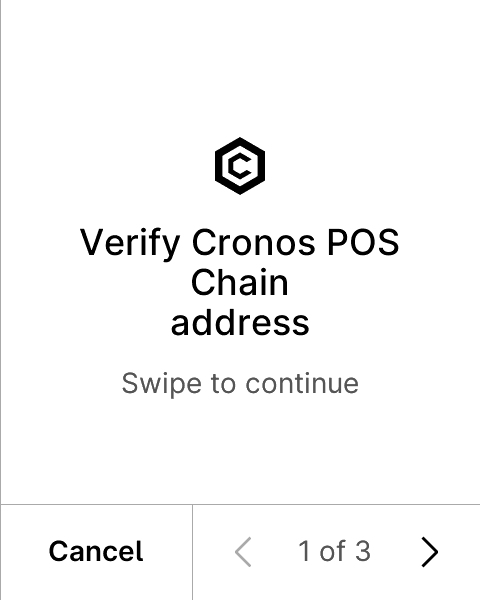 Verify Cronos POS
Chain
address
Swipe to continue
Cancel
1 of 3